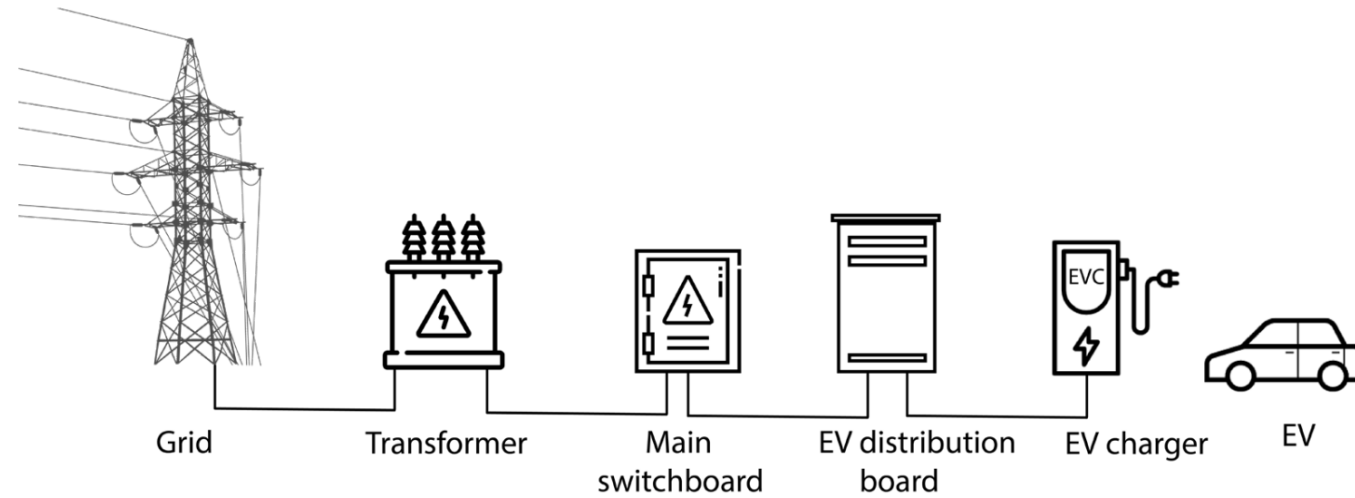 EVC
Grid
Transformer
Main
switchboard
EV distribution
board
EV charger
EV